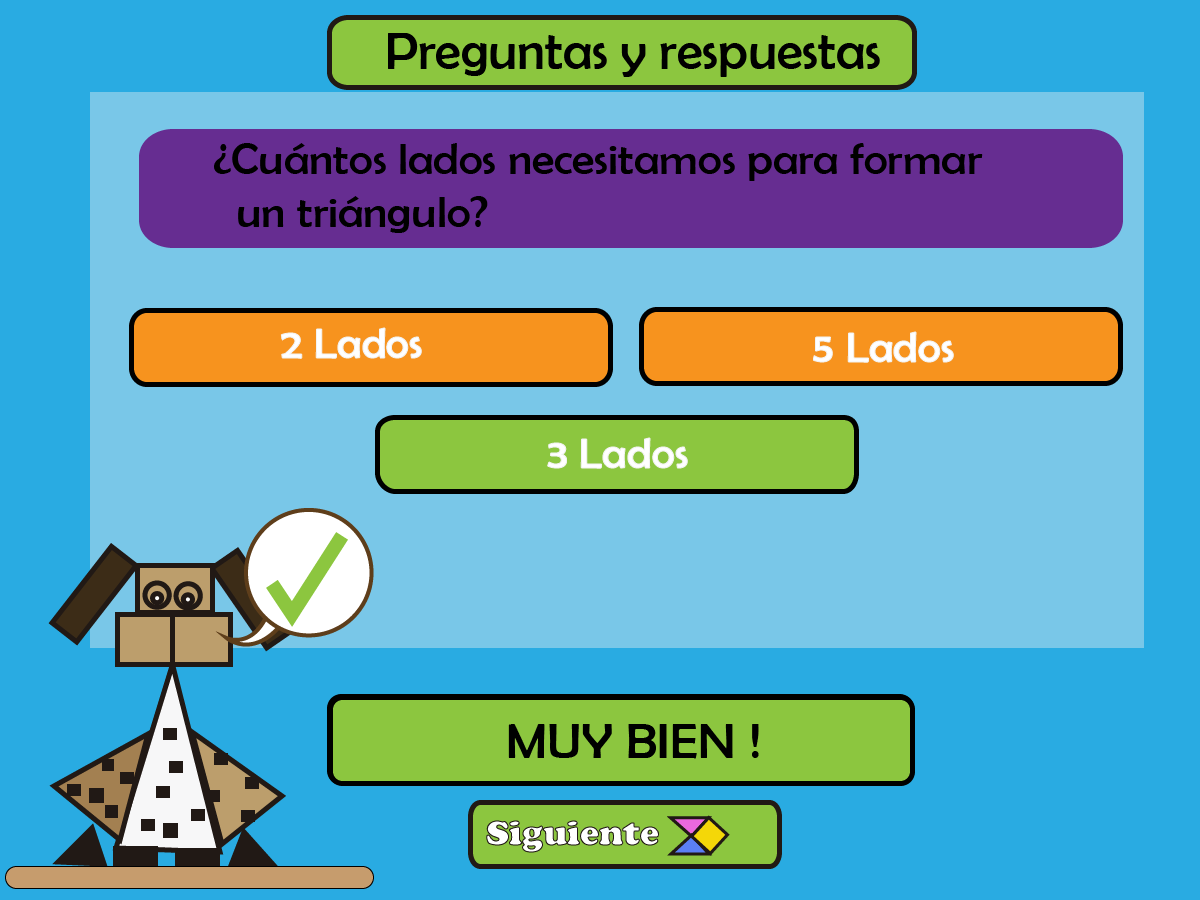 Preguntas y respuestas
¿Cuántos lados necesitamos para formar
un triángulo?
2 Lados
5 Lados
3 Lados
MUY BIEN !
Siguiente